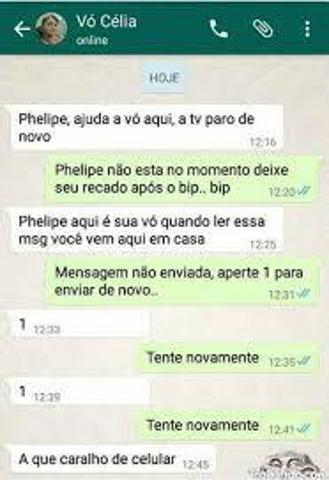 Vó Célia
online
HOJE
Phelipe, ajuda a vó aqui, a tv paro de
novo
12:16
Phelipe não esta no momento deixe
seu recado após o bip.. bip
12:20
Phelipe aqui é sua vó quando ler essa
msg você vem aqui em casa
12:25
Mensagem não enviada, aperte 1 para
enviar de novo..
12:31
1 12:33
Tente novamente 12:35
1 12:39
Tente novamente 12:41
A que caralho de celular 12:45